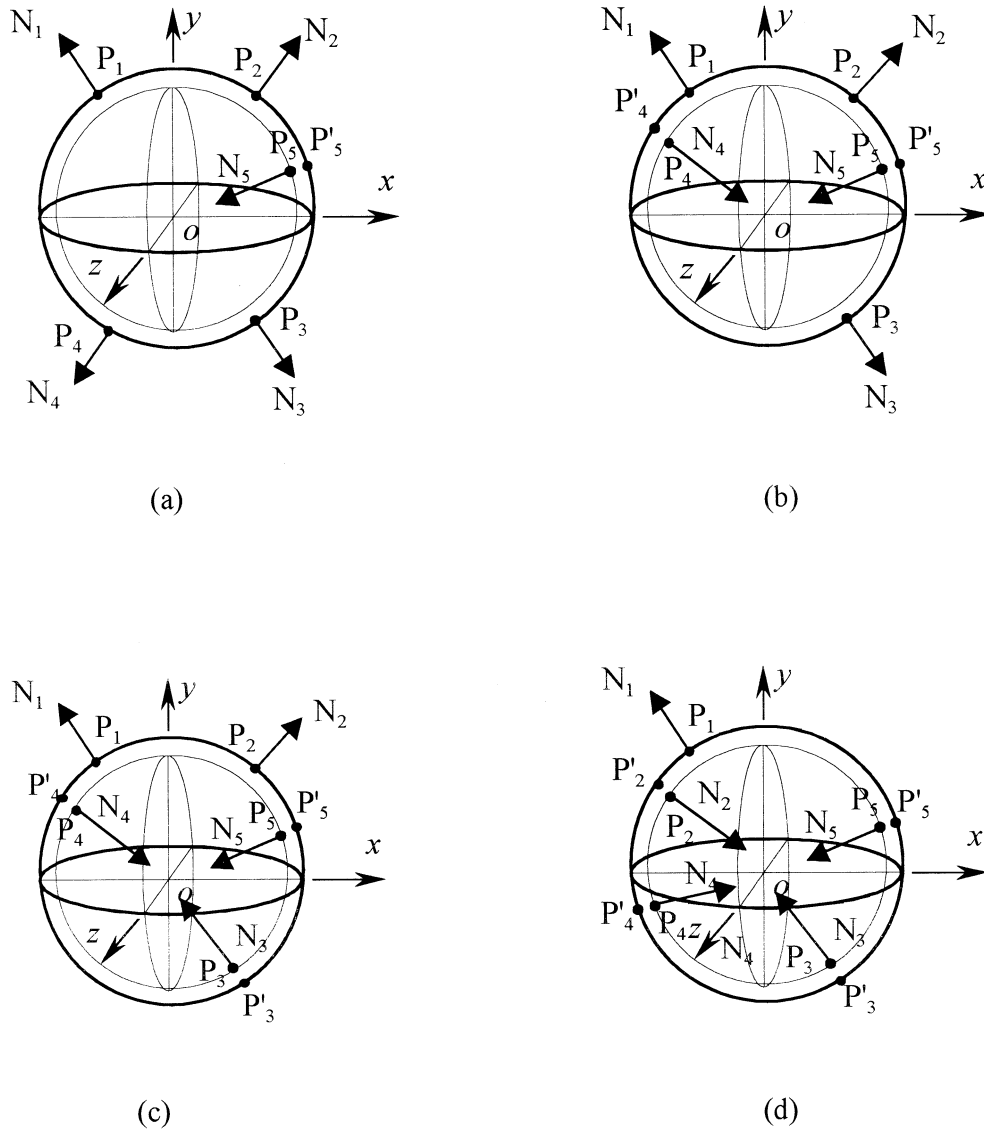 N1 y N2
P1 P2
P5 P'5
N5 x
o
z
P4 P3
N4 N3
(a)
N1 y N2
P1 P2
P'4 N4 P5 P'5
P4 N5 x
o
z
P3
N3
(b)
N1 y N2
P1 P2
P'4 N4 P5 P'5
P4 N5 x
o
z N3
P3
P'3
(c)
N1 y
P1
P'2 N2 P5 P'5
P2 N5 x
N4 o
P'4 P4 z N4 N3
P3
P'3
(d)